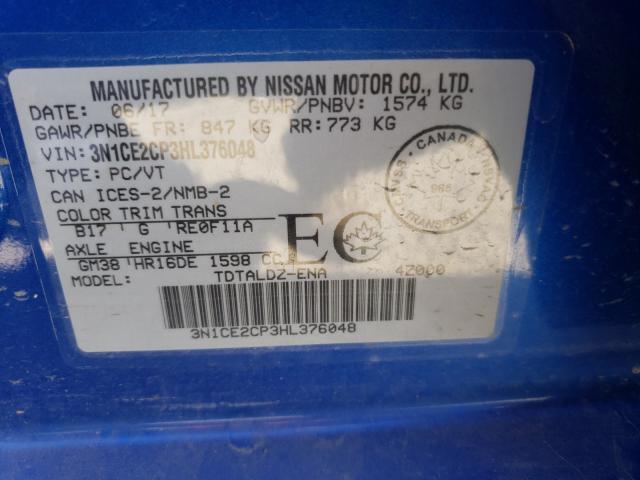 MANUFACTURED BY NISSAN MOTOR CO., LTD.
DATE: 06/17 GVWR/PNBV: 1574 KG
GAWR/PNBE FR: 847 KG RR: 773 KG
VIN: 3N1CE2CP3HL376048
TYPE: PC/VT
CAN ICES-2/NMB-2
COLOR TRIM TRANS
B17 G RE0F11A
AXLE ENGINE
GM38 HR16DE 1598 CC
MODEL: TDTALDZ-ENA 4Z000
3N1CE2CP3HL376048
EC
CANADA
TRANSPORT